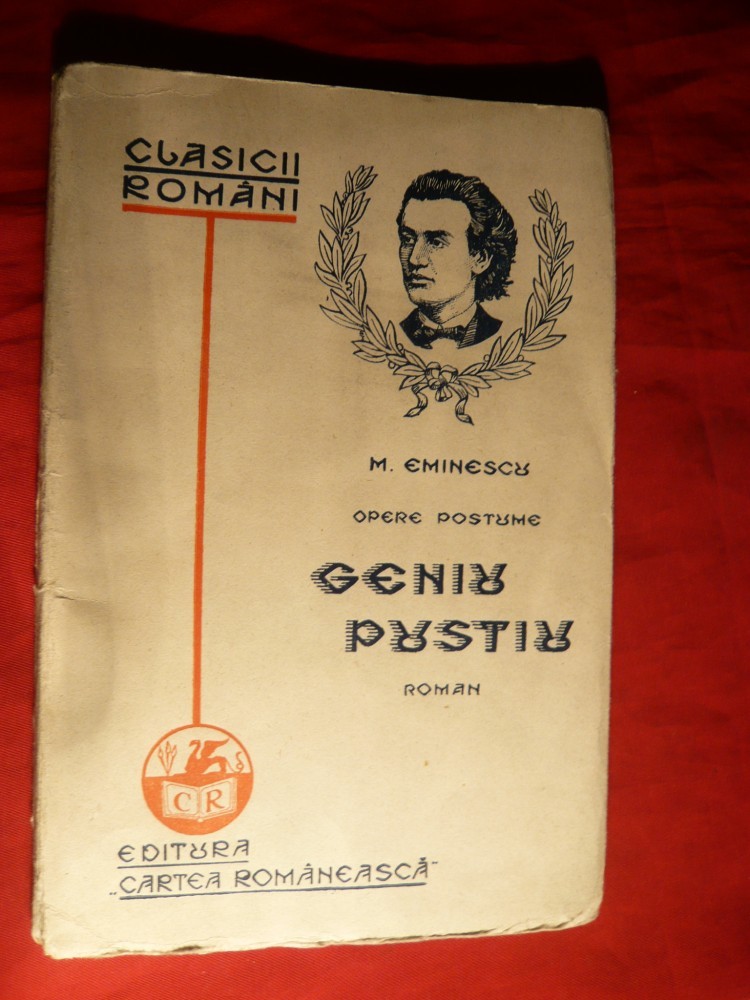 CLASICII
ROMÂNI
M. EMINESCU
OPERE POSTUME
GENIU
PUSTIU
ROMAN
CR
EDITURA
„CARTEA ROMÂNEASCĂ"